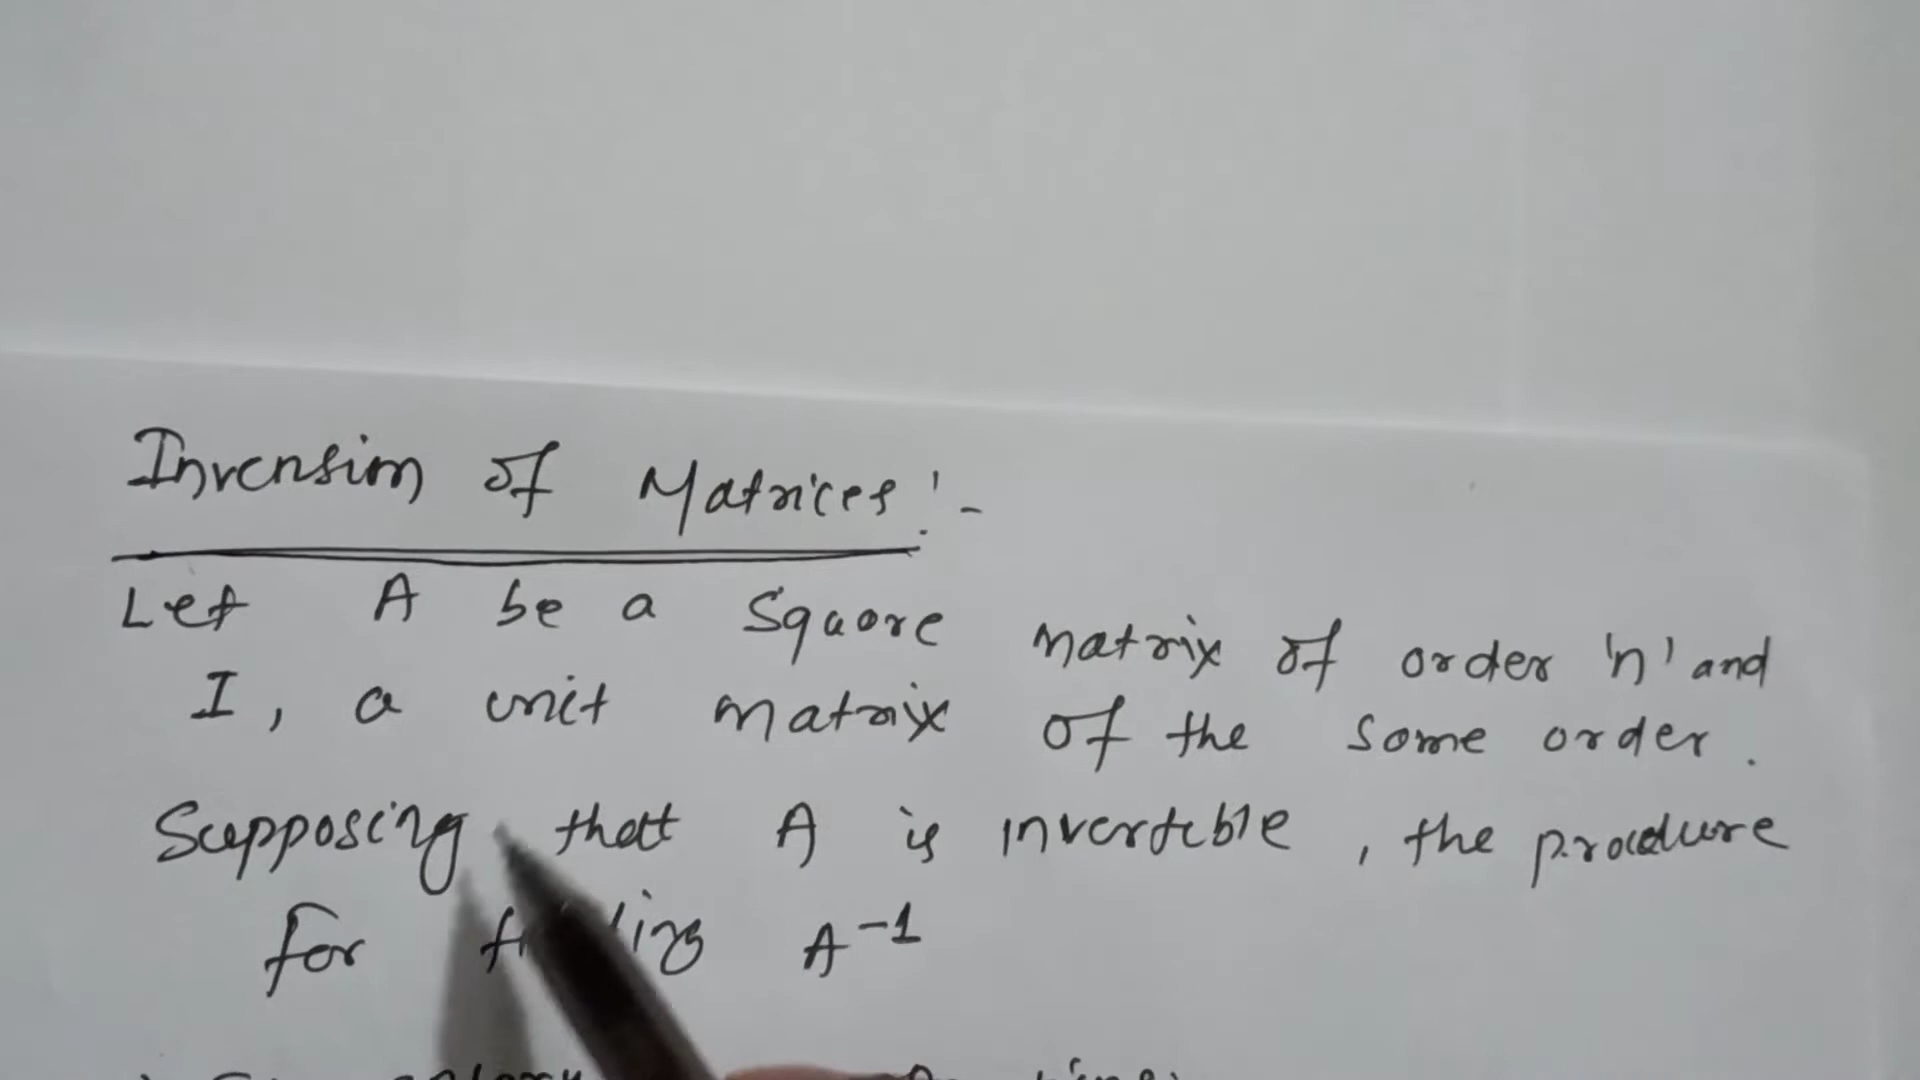 Inversion of Matrices:-
Let A be a Square matrix of order 'n' and
I, a unit matrix of the same order.
Supposing that A is invertible, the procedure
for A⁻¹